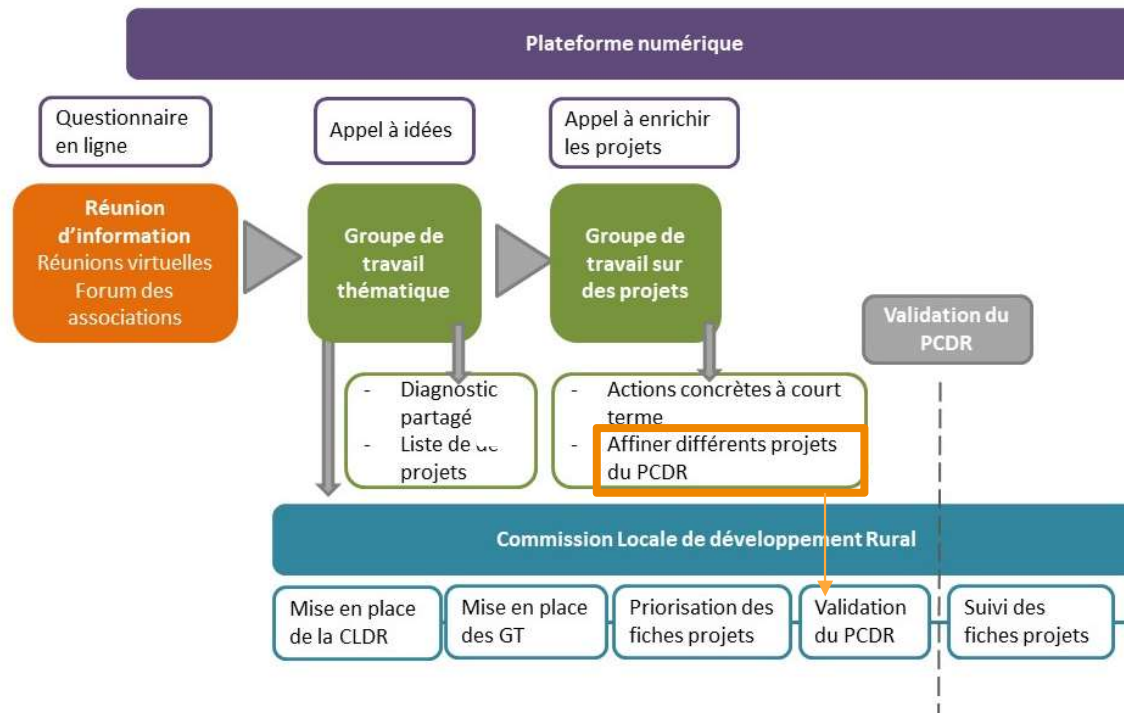 Plateforme numérique
Questionnaire
en ligne
Appel à idées
Appel à enrichir
les projets
Réunion
d'information
Réunions virtuelles
Forum des
associations
Groupe de
travail
thématique
Groupe de
travail sur
des projets
Validation du
PCDR
- Diagnostic
partagé
- Liste de
projets
- Actions concrètes à court
terme
- Affiner différents projets
du PCDR
Commission Locale de développement Rural
Mise en place
de la CLDR
Mise en place
des GT
Priorisation des
fiches projets
Validation
du PCDR
Suivi des
fiches projets